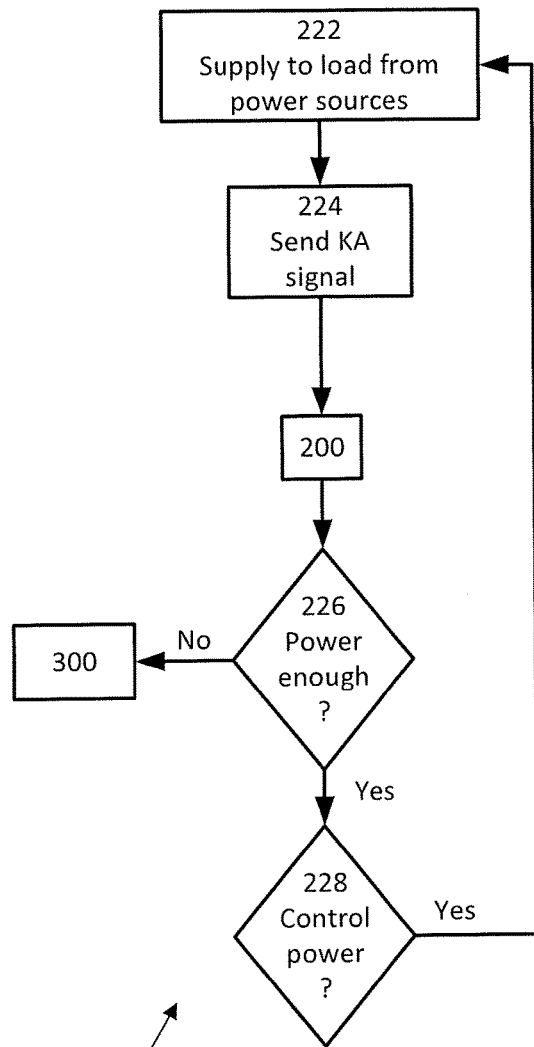 222
Supply to load from
power sources
224
Send KA
signal
200
226
Power
enough
?
No
300
Yes
228
Control
power
?
Yes